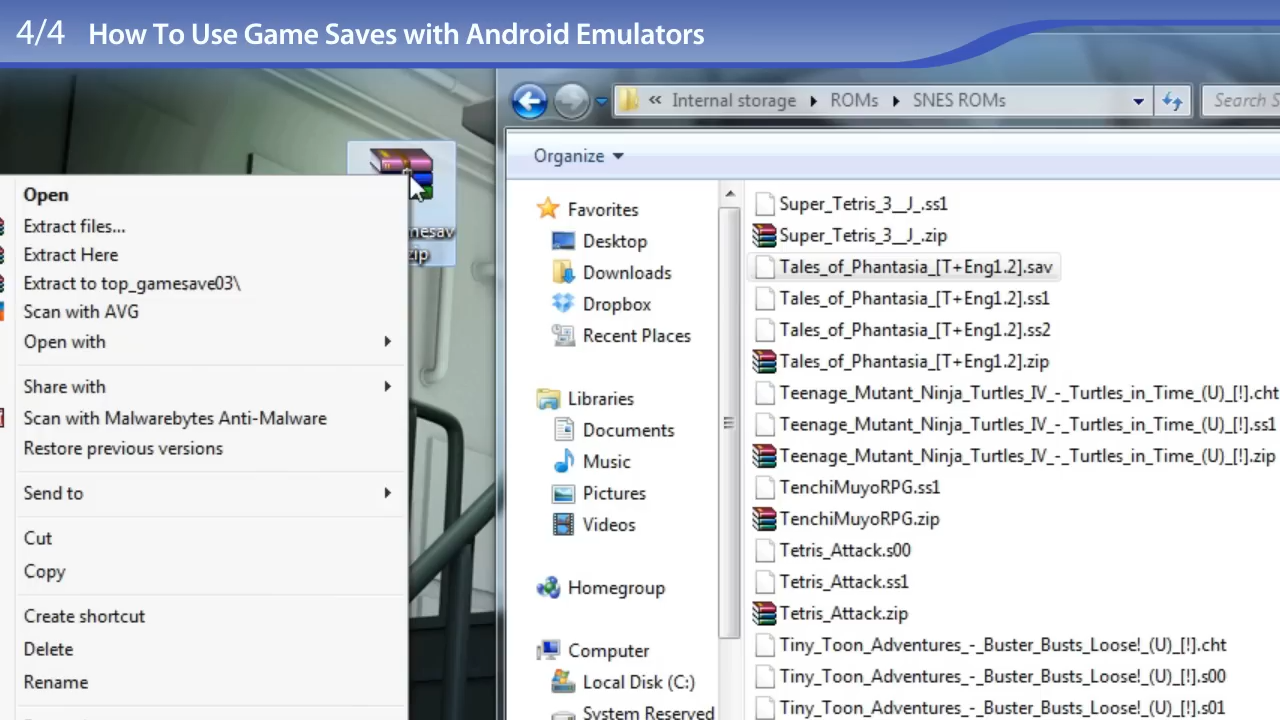 4/4 How To Use Game Saves with Android Emulators
Internal storage ROMs SNES ROMs
Organize
Favorites
Desktop
Downloads
Dropbox
Recent Places
Libraries
Documents
Music
Pictures
Videos
Homegroup
Computer
Local Disk (C:)
System Reserved
Super_Tetris_3__J_.ss1
Super_Tetris_3__J_.zip
Tales_of_Phantasia_[T+Eng1.2].sav
Tales_of_Phantasia_[T+Eng1.2].ss1
Tales_of_Phantasia_[T+Eng1.2].ss2
Tales_of_Phantasia_[T+Eng1.2].zip
Teenage_Mutant_Ninja_Turtles_IV_-_Turtles_in_Time_(U)_[!].cht
Teenage_Mutant_Ninja_Turtles_IV_-_Turtles_in_Time_(U)_[!].ss1
Teenage_Mutant_Ninja_Turtles_IV_-_Turtles_in_Time_(U)_[!].zip
TenchiMuyoRPG.ss1
TenchiMuyoRPG.zip
Tetris_Attack.s00
Tetris_Attack.ss1
Tetris_Attack.zip
Tiny_Toon_Adventures_-_Buster_Busts_Loose!_(U)_[!].cht
Tiny_Toon_Adventures_-_Buster_Busts_Loose!_(U)_[!].s00
Tiny_Toon_Adventures_-_Buster_Busts_Loose!_(U)_[!].s01
Search S
mesav
zip
Open
Extract files...
Extract Here
Extract to top_gamesave03\
Scan with AVG
Open with
Share with
Scan with Malwarebytes Anti-Malware
Restore previous versions
Send to
Cut
Copy
Create shortcut
Delete
Rename